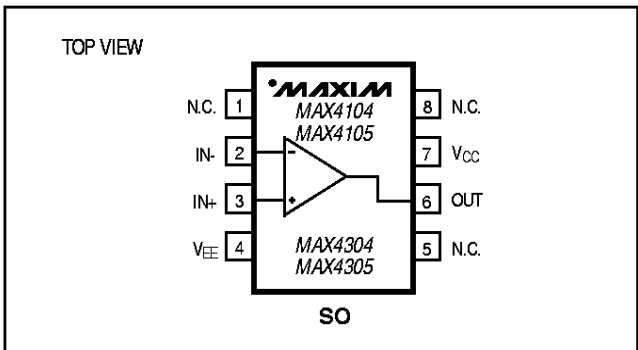 TOP VIEW
MAXIM
N.C. 1 MAX4104 8 N.C.
MAX4105
IN- 2 - 7 VCC
IN+ 3 + 6 OUT
VEE 4 MAX4304 5 N.C.
MAX4305
SO